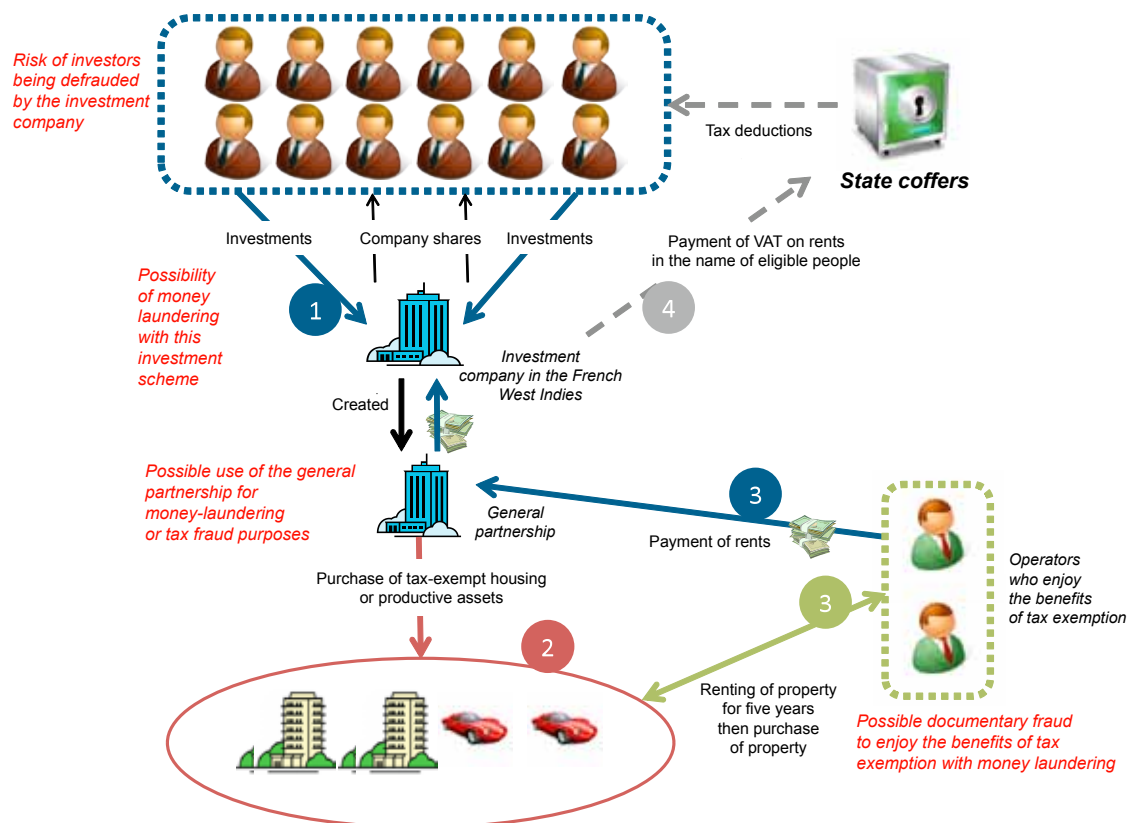 Risk of investors
being defrauded
by the investment
company
Tax deductions
State coffers
Investments
Company shares
Investments
Payment of VAT on rents
in the name of eligible people
Possibility
of money
laundering
with this
investment
scheme
1
4
Investment
company in the French
West Indies
Created
Possible use of the general
partnership for
money-laundering
or tax fraud purposes
General
partnership
3
Payment of rents
Operators
who enjoy
the benefits
of tax exemption
Purchase of tax-exempt housing
or productive assets
3
2
Renting of property
for five years
then purchase
of property
Possible documentary fraud
to enjoy the benefits of tax
exemption with money laundering